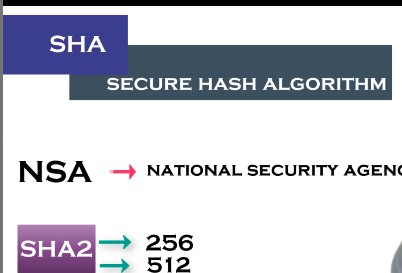 SHA
SECURE HASH ALGORITHM
NSA → NATIONAL SECURITY AGENC
SHA2 → 256
→ 512